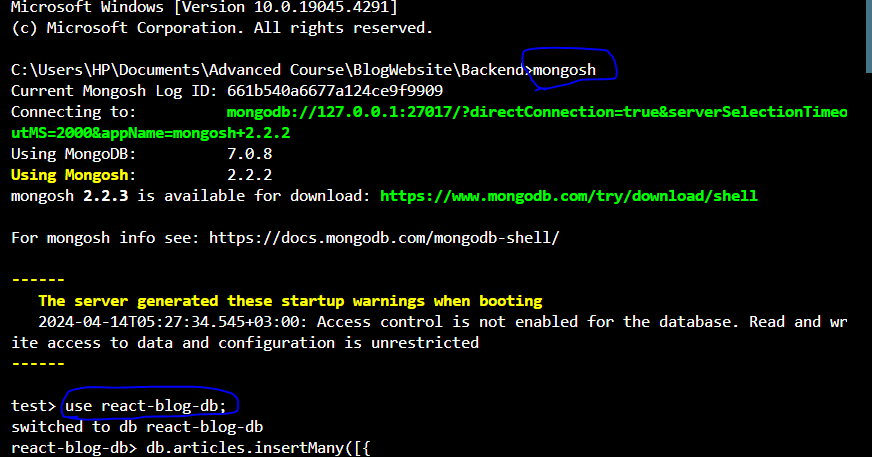 Microsoft Windows [Version 10.0.19045.4291]
(c) Microsoft Corporation. All rights reserved.
C:\Users\HP\Documents\Advanced Course\BlogWebsite\Backend>mongosh
Current Mongosh Log ID: 661b540a6677a124ce9f9909
Connecting to: mongodb://127.0.0.1:27017/?directConnection=true&serverSelectionTimeo
utMS=2000&appName=mongosh+2.2.2
Using MongoDB: 7.0.8
Using Mongosh: 2.2.2
mongosh 2.2.3 is available for download: https://www.mongodb.com/try/download/shell
For mongosh info see: https://docs.mongodb.com/mongodb-shell/
------
The server generated these startup warnings when booting
2024-04-14T05:27:34.545+03:00: Access control is not enabled for the database. Read and wr
ite access to data and configuration is unrestricted
------
test> use react-blog-db;
switched to db react-blog-db
react-blog-db> db.articles.insertMany([{